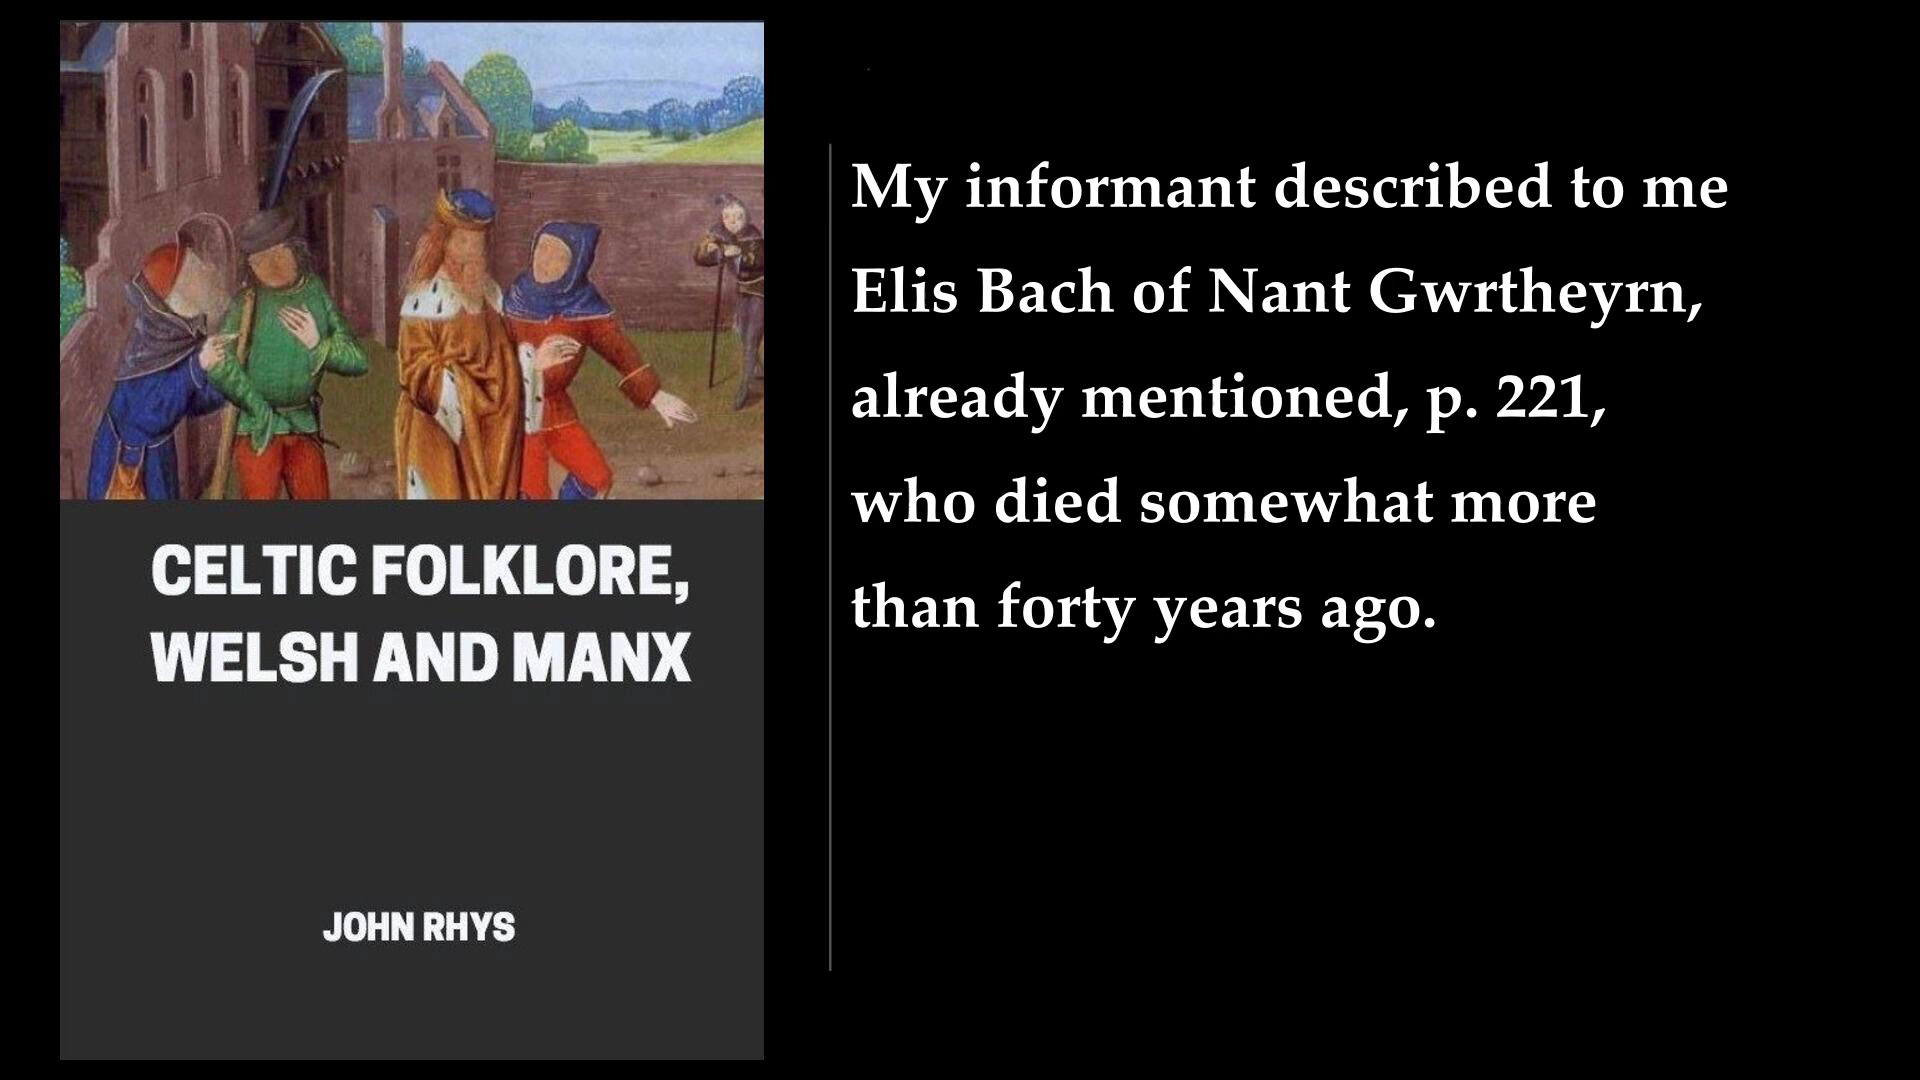 CELTIC FOLKLORE,
WELSH AND MANX
JOHN RHYS
My informant described to me
Elis Bach of Nant Gwrtheyrn,
already mentioned, p. 221,
who died somewhat more
than forty years ago.